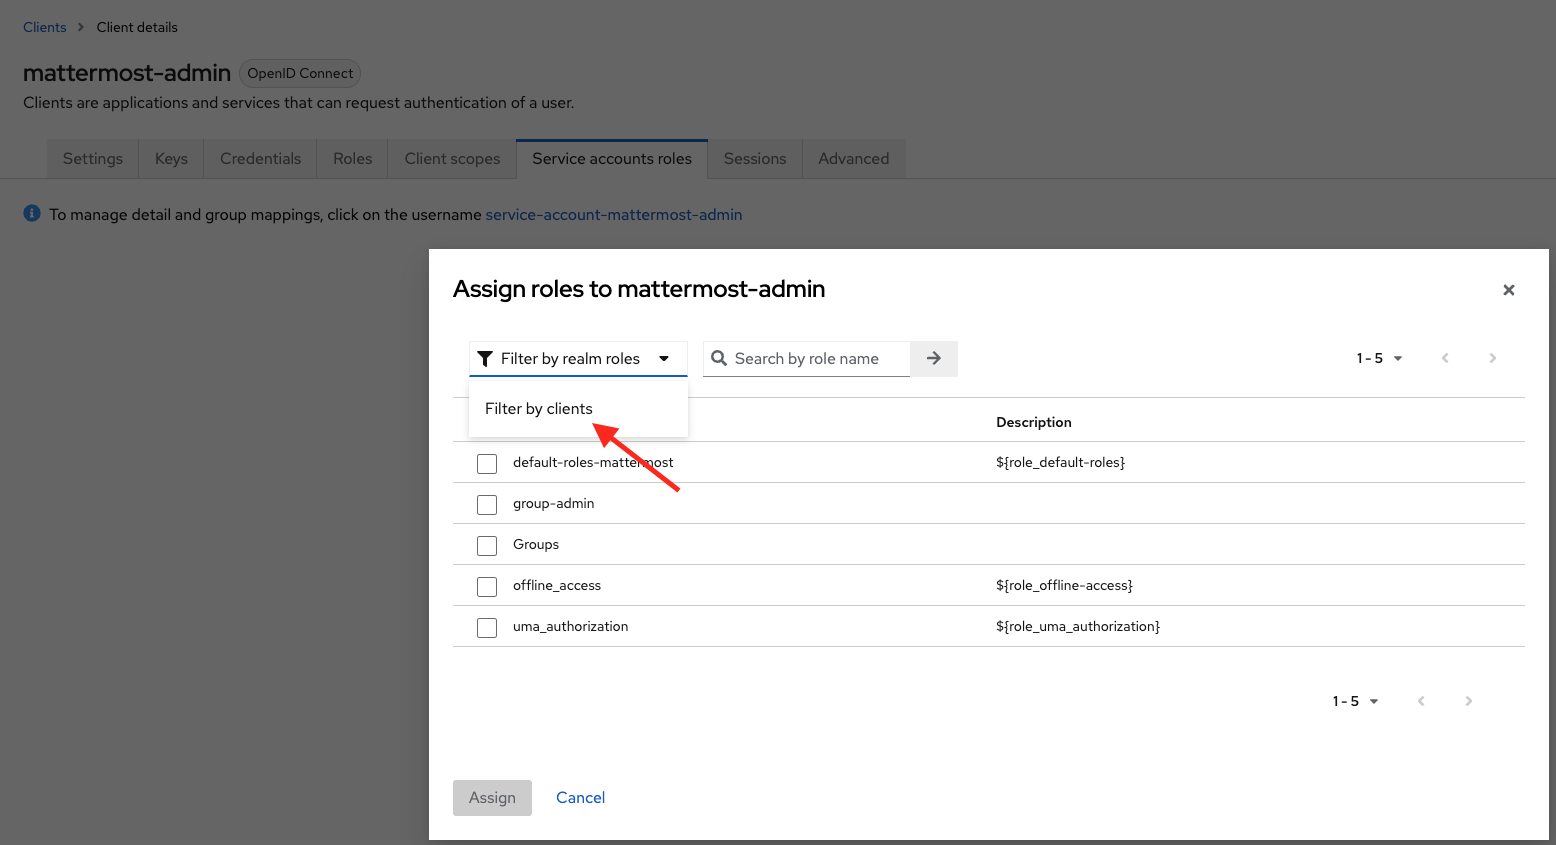 Clients > Client details
mattermost-admin OpenID Connect
Clients are applications and services that can request authentication of a user.
Settings Keys Credentials Roles Client scopes Service accounts roles Sessions Advanced
To manage detail and group mappings, click on the username service-account-mattermost-admin
Assign roles to mattermost-admin
Filter by realm roles Search by role name 1 - 5
Filter by clients
Description
default-roles-mattermost ${role_default-roles}
group-admin
Groups
offline_access ${role_offline-access}
uma_authorization ${role_uma_authorization}
1 - 5
Assign Cancel